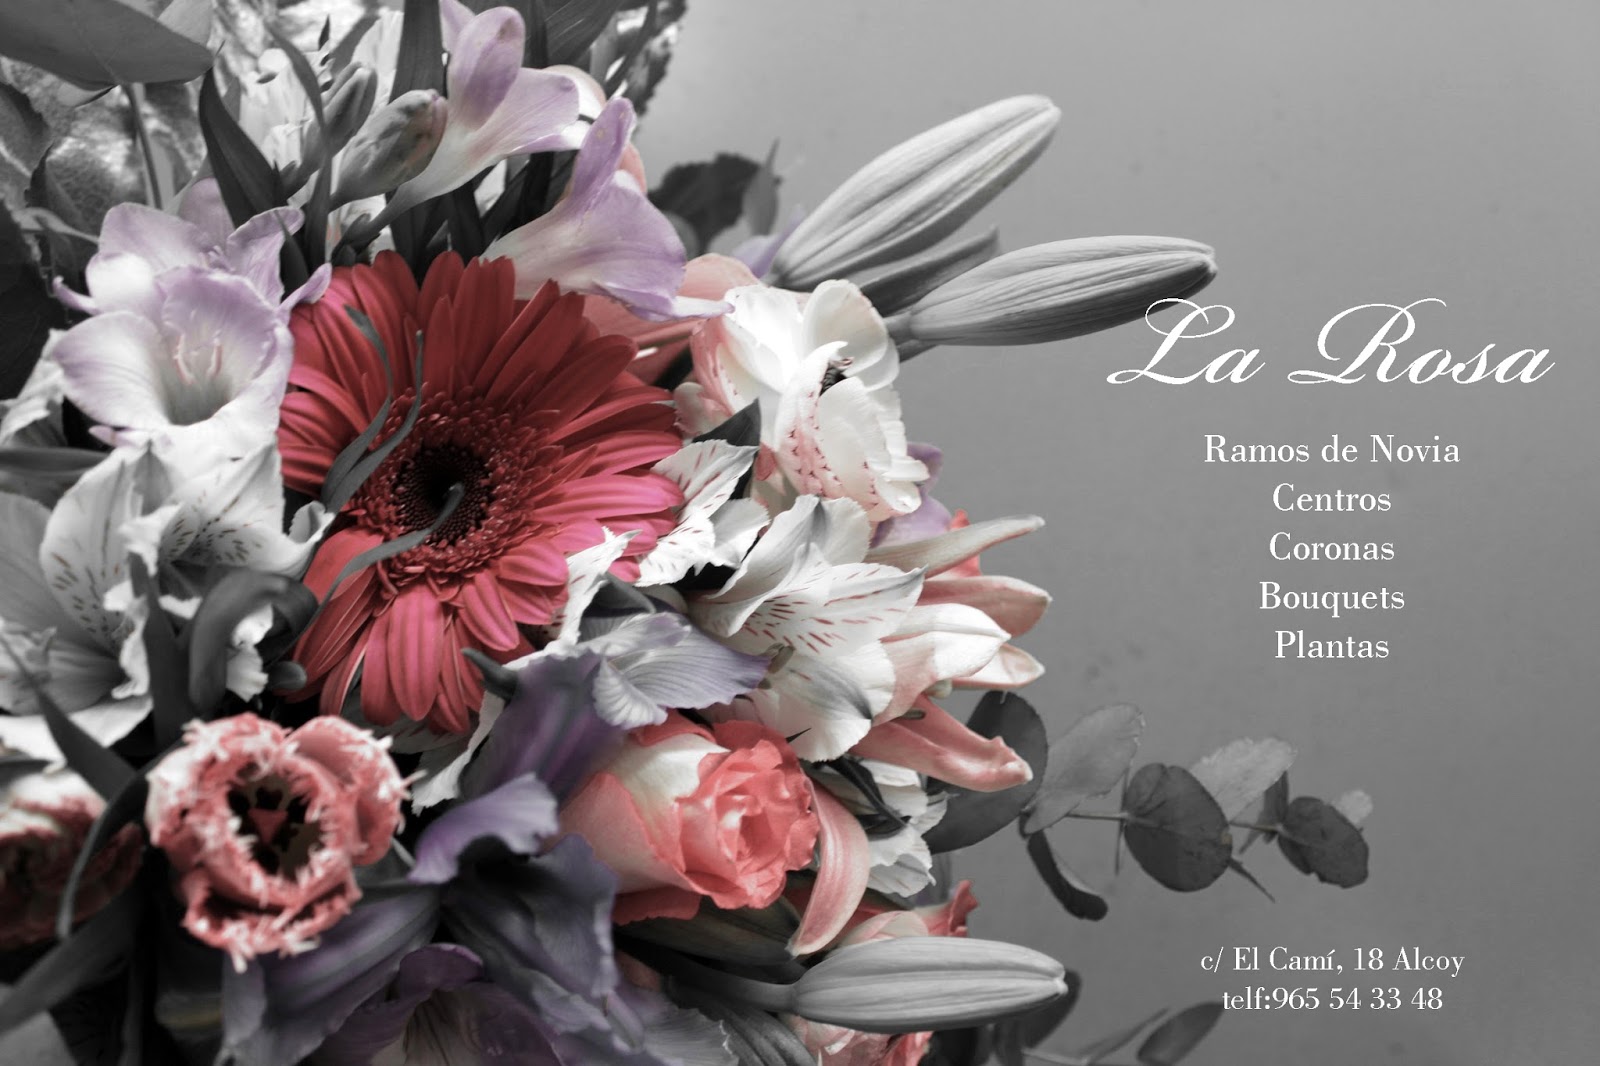 La Rosa
Ramos de Novia
Centros
Coronas
Bouquets
Plantas
c/ El Camí, 18 Alcoy
telf:965 54 33 48